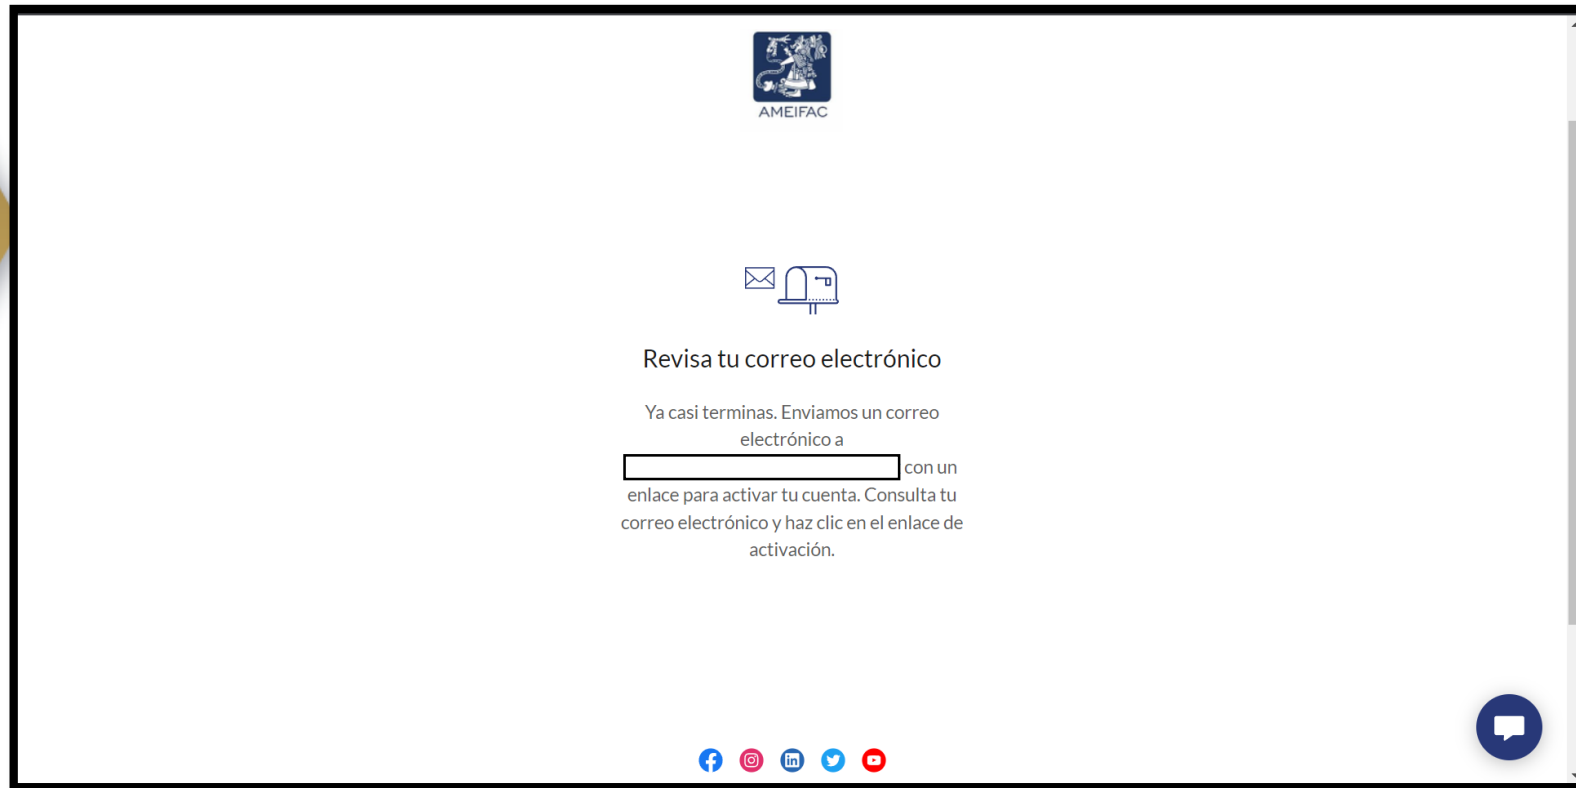 AMEIFAC
Revisa tu correo electrónico
Ya casi terminas. Enviamos un correo
electrónico a
con un
enlace para activar tu cuenta. Consulta tu
correo electrónico y haz clic en el enlace de
activación.